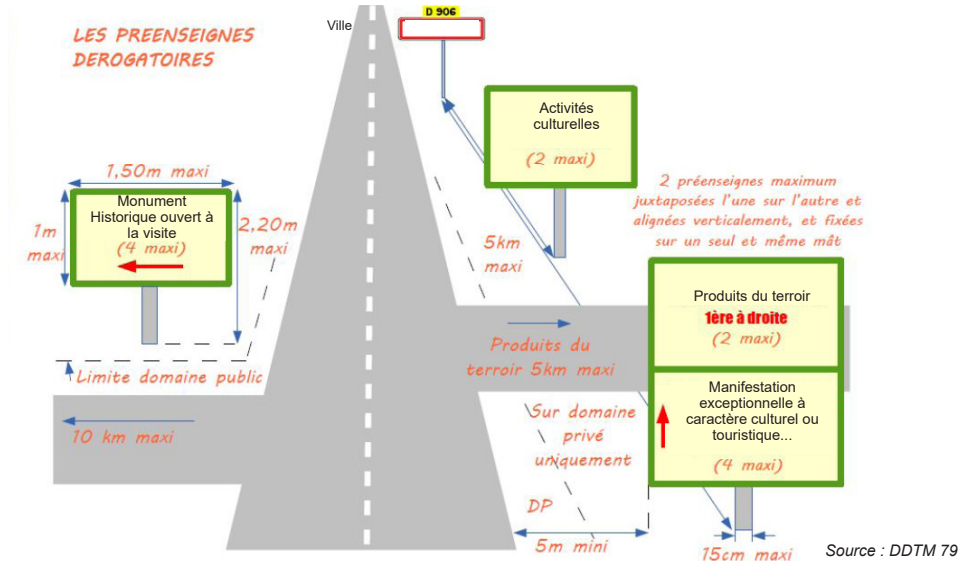 LES PREENSEIGNES
DEROGATOIRES
Ville
D 906
Activités
culturelles
(2 maxi)
1,50m maxi
Monument
Historique ouvert à
la visite
(4 maxi)
1m
maxi
2,20m
maxi
5km
maxi
2 préenseignes maximum
juxtaposées l'une sur l'autre et
alignées verticalement, et fixées
sur un seul et même mât
Produits du terroir
1ère à droite
(2 maxi)
Produits du
terroir 5km maxi
Limite domaine public
Manifestation
exceptionnelle à
caractère culturel ou
touristique...
(4 maxi)
10 km maxi
Sur domaine
privé
uniquement
DP
5m mini
15cm maxi
Source : DDTM 79